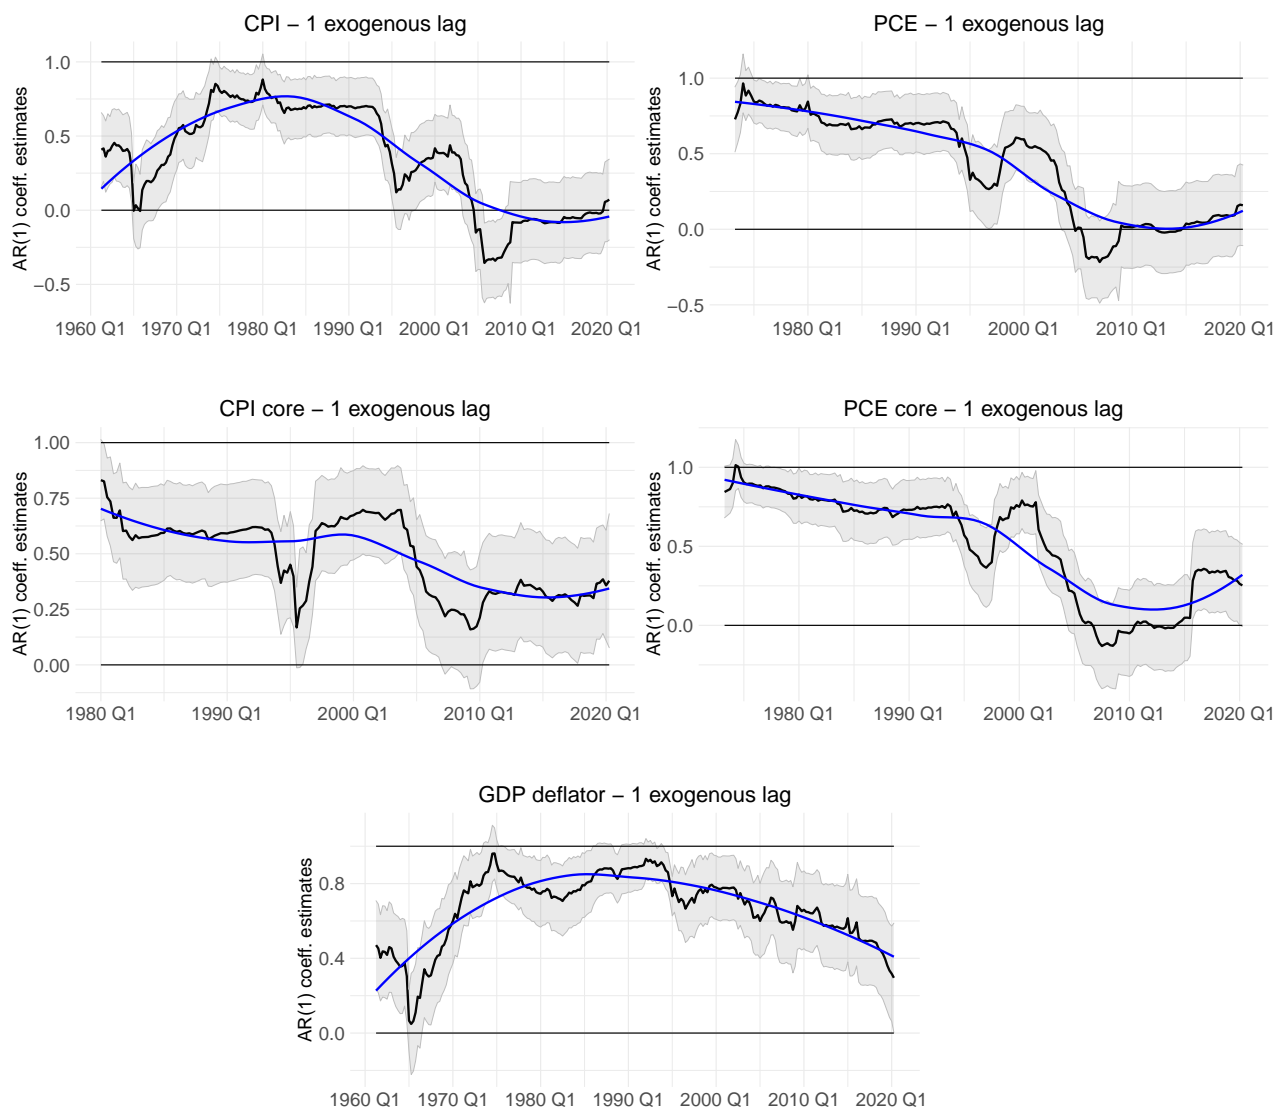 CPI − 1 exogenous lag
AR(1) coeff. estimates
1.0
0.5
0.0
−0.5
1960 Q1 1970 Q1 1980 Q1 1990 Q1 2000 Q1 2010 Q1 2020 Q1
PCE − 1 exogenous lag
AR(1) coeff. estimates
1.0
0.5
0.0
−0.5
1980 Q1 1990 Q1 2000 Q1 2010 Q1 2020 Q1
CPI core − 1 exogenous lag
AR(1) coeff. estimates
1.00
0.75
0.50
0.25
0.00
1980 Q1 1990 Q1 2000 Q1 2010 Q1 2020 Q1
PCE core − 1 exogenous lag
AR(1) coeff. estimates
1.0
0.5
0.0
1980 Q1 1990 Q1 2000 Q1 2010 Q1 2020 Q1
GDP deflator − 1 exogenous lag
AR(1) coeff. estimates
0.8
0.4
0.0
1960 Q1 1970 Q1 1980 Q1 1990 Q1 2000 Q1 2010 Q1 2020 Q1